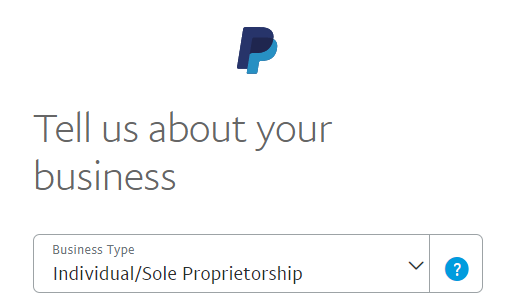 Tell us about your
business
Business Type
Individual/Sole Proprietorship
?